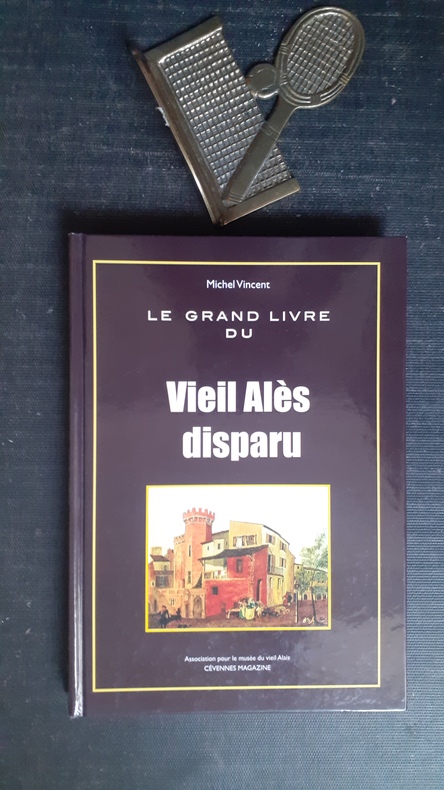 Michel Vincent
LE GRAND LIVRE
DU
Vieil Alès
disparu
Association pour le musée du vieil Alais
CÉVENNES MAGAZINE